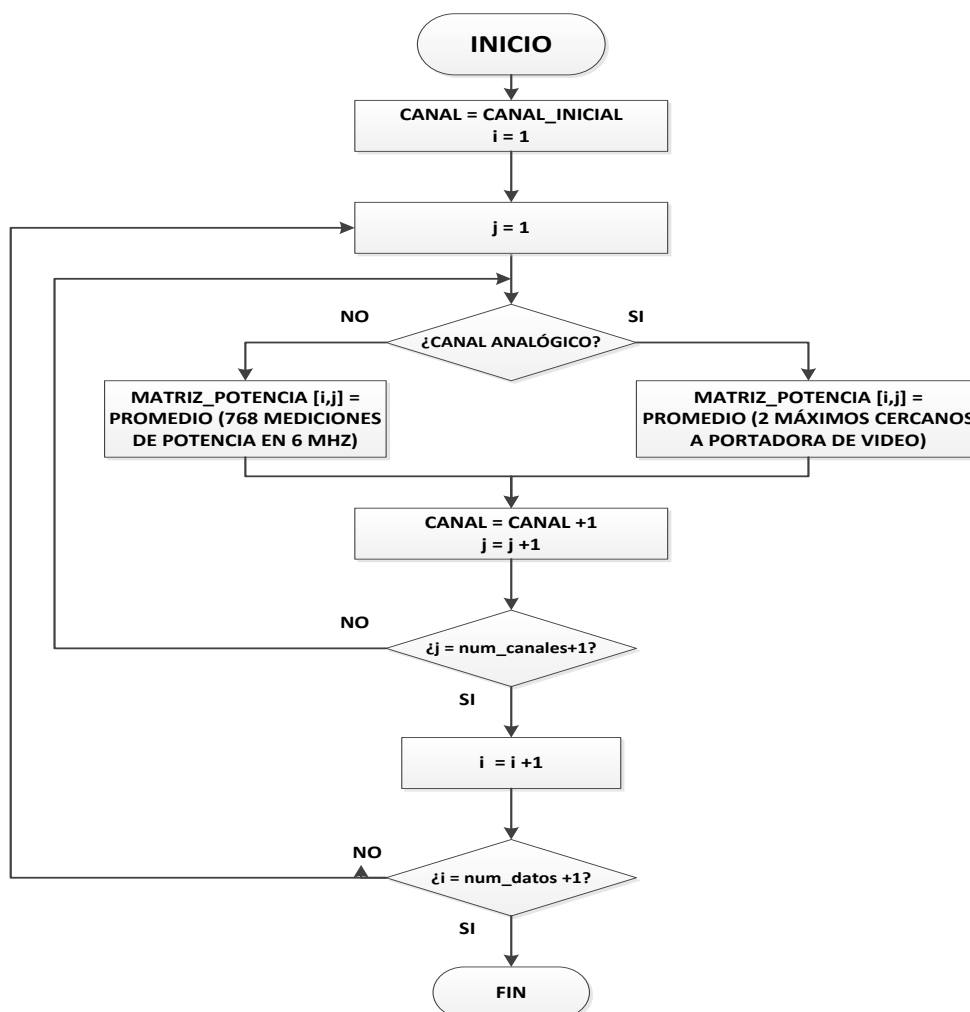 INICIO
CANAL = CANAL_INICIAL
i = 1
j = 1
NO
SI
¿CANAL ANALÓGICO?
MATRIZ_POTENCIA [i,j] =
PROMEDIO (768 MEDICIONES
DE POTENCIA EN 6 MHZ)
MATRIZ_POTENCIA [i,j] =
PROMEDIO (2 MÁXIMOS CERCANOS
A PORTADORA DE VIDEO)
CANAL = CANAL +1
j = j +1
NO
¿j = num_canales+1?
SI
i = i +1
NO
¿i = num_datos +1?
SI
FIN